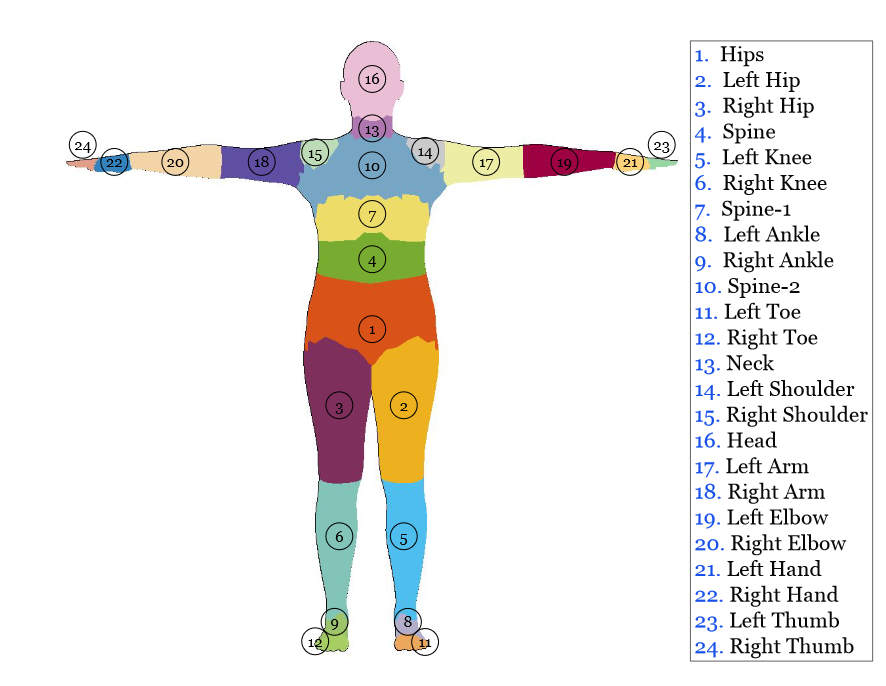 16
24
13
23
15
14
22
20
18
10
17
19
21
7
4
1
3
2
6
5
9
8
12
11
1. Hips
2. Left Hip
3. Right Hip
4. Spine
5. Left Knee
6. Right Knee
7. Spine-1
8. Left Ankle
9. Right Ankle
10. Spine-2
11. Left Toe
12. Right Toe
13. Neck
14. Left Shoulder
15. Right Shoulder
16. Head
17. Left Arm
18. Right Arm
19. Left Elbow
20. Right Elbow
21. Left Hand
22. Right Hand
23. Left Thumb
24. Right Thumb